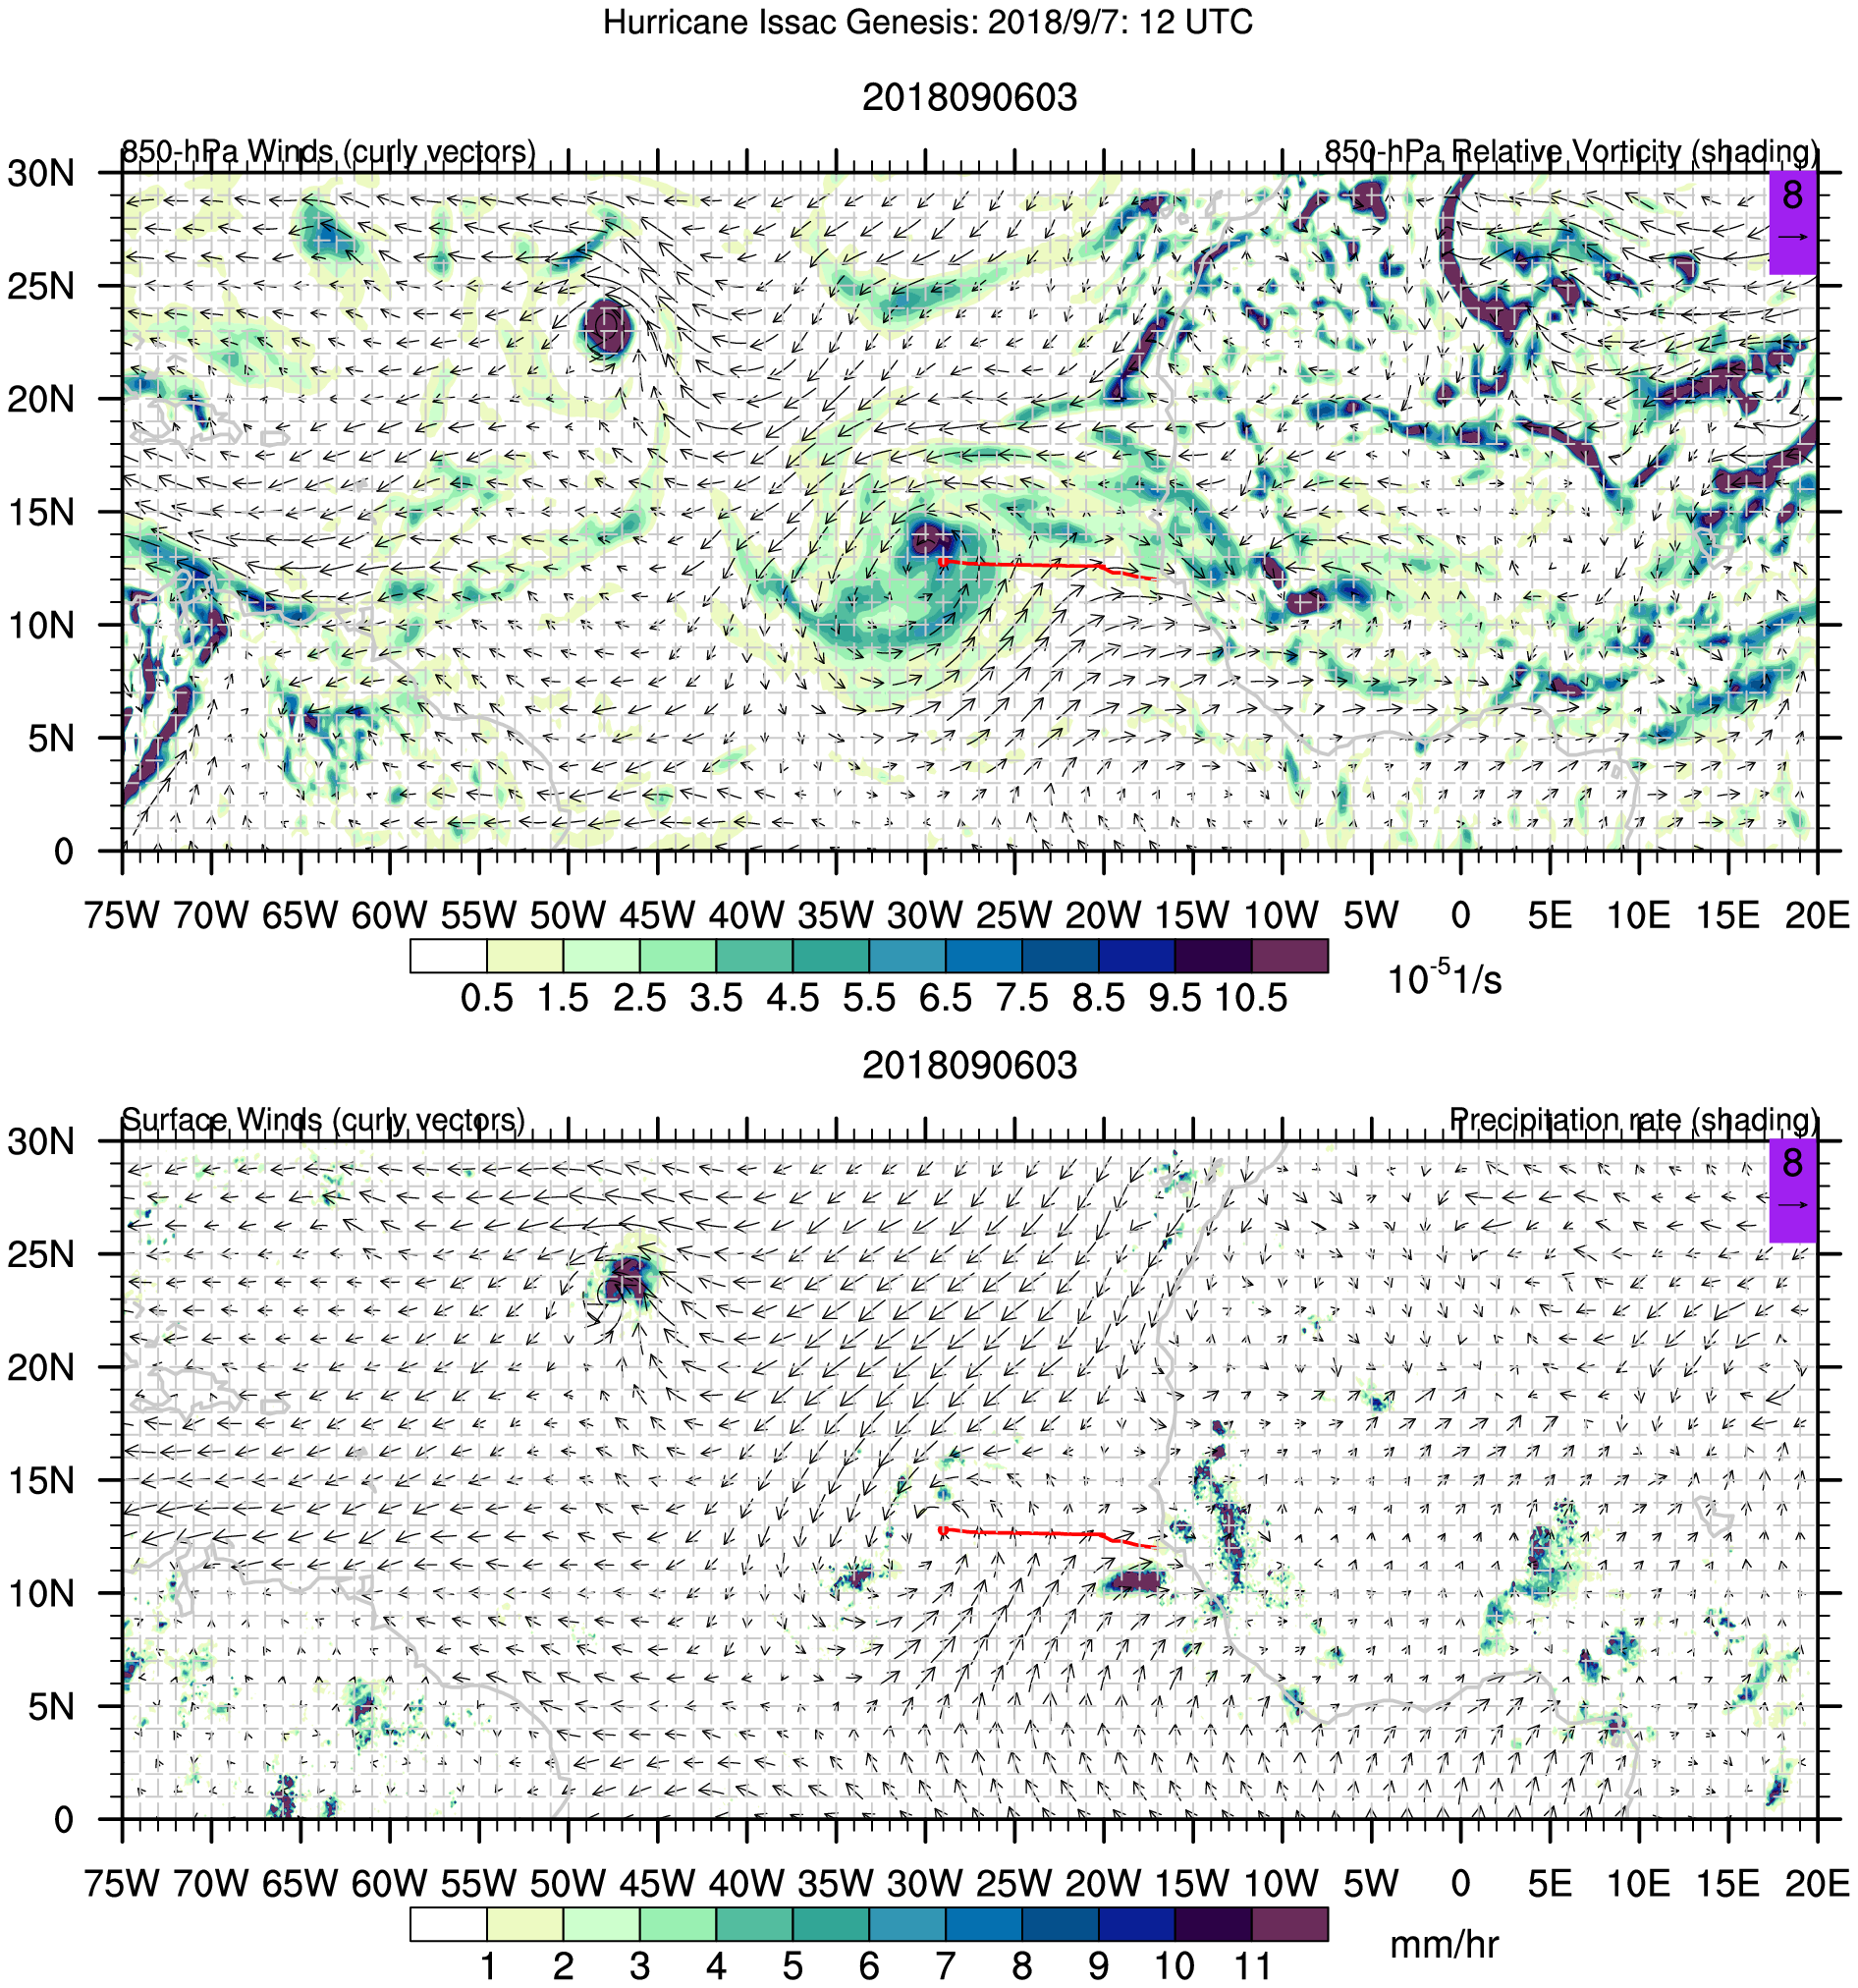 Hurricane Issac Genesis: 2018/9/7: 12 UTC
2018090603
850-hPa Winds (curly vectors) 850-hPa Relative Vorticity (shading)
30N
8
25N
20N
15N
10N
5N
0
75W 70W 65W 60W 55W 50W 45W 40W 35W 30W 25W 20W 15W 10W 5W 0 5E 10E 15E 20E
0.5 1.5 2.5 3.5 4.5 5.5 6.5 7.5 8.5 9.5 10.5
10⁻⁵1/s
2018090603
Surface Winds (curly vectors) Precipitation rate (shading)
30N
8
25N
20N
15N
10N
5N
0
75W 70W 65W 60W 55W 50W 45W 40W 35W 30W 25W 20W 15W 10W 5W 0 5E 10E 15E 20E
1 2 3 4 5 6 7 8 9 10 11
mm/hr